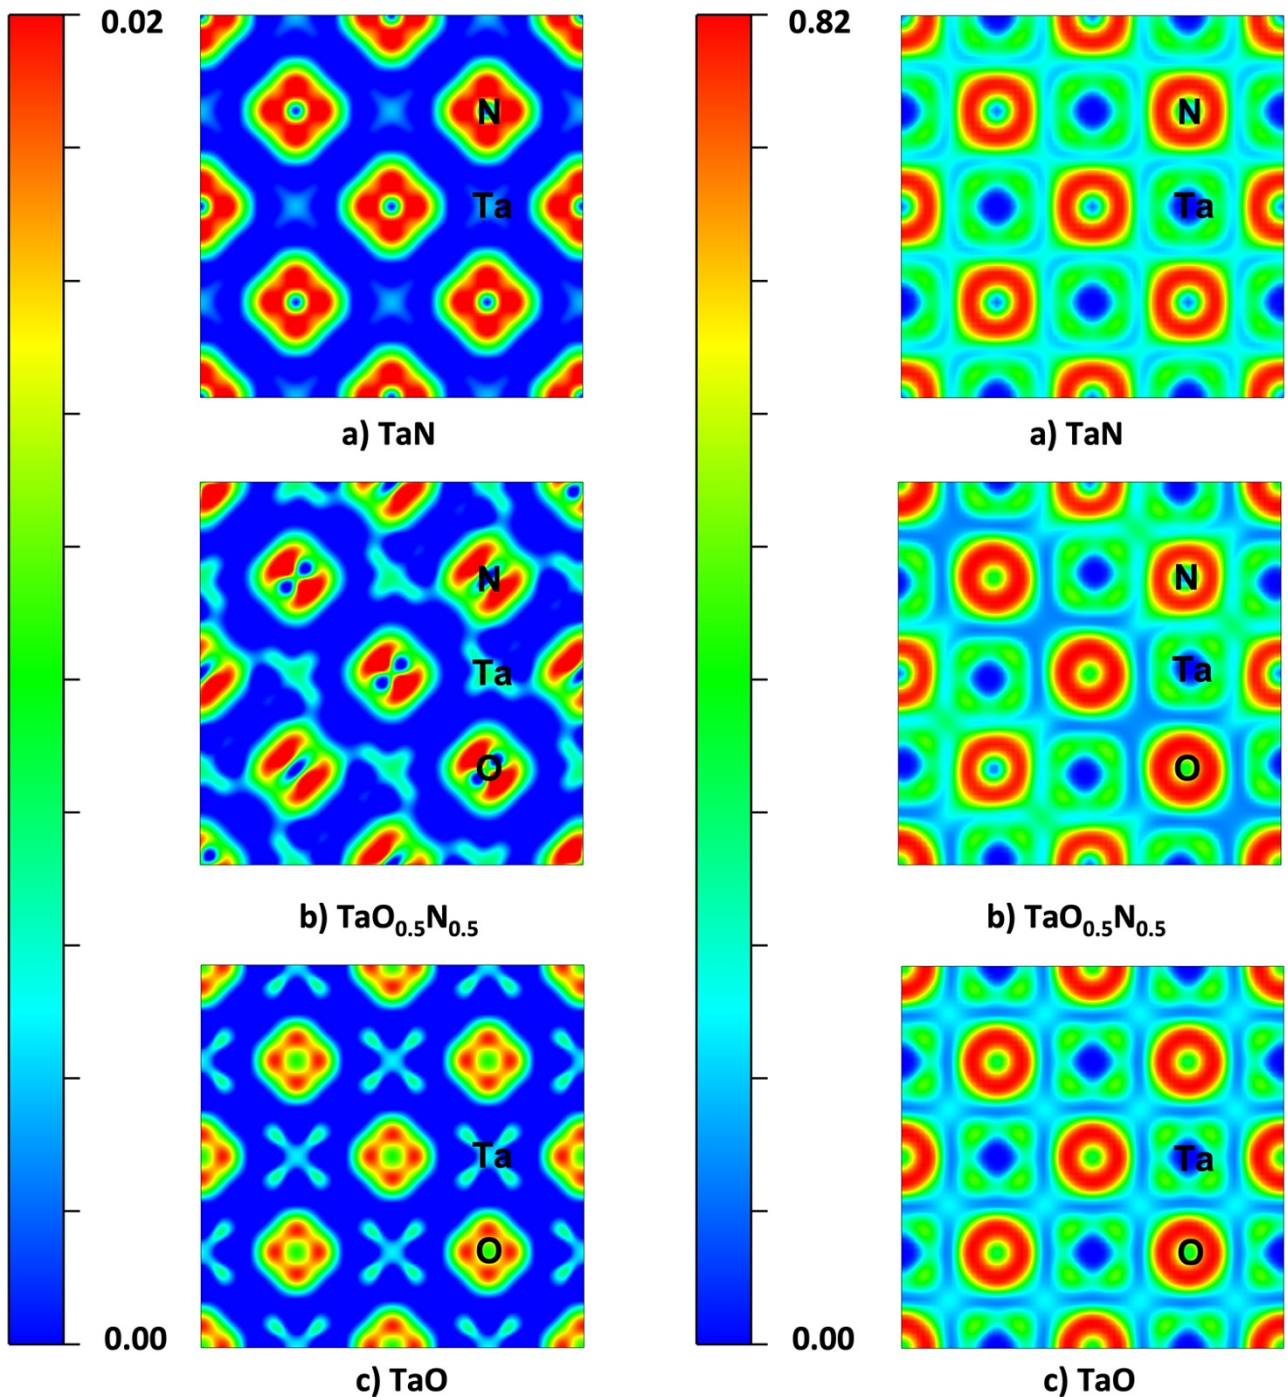 0.02
N
Ta
a) TaN
N
Ta
O
b) TaO0.5N0.5
Ta
O
0.00
c) TaO
0.82
N
Ta
a) TaN
N
Ta
O
b) TaO0.5N0.5
Ta
O
0.00
c) TaO